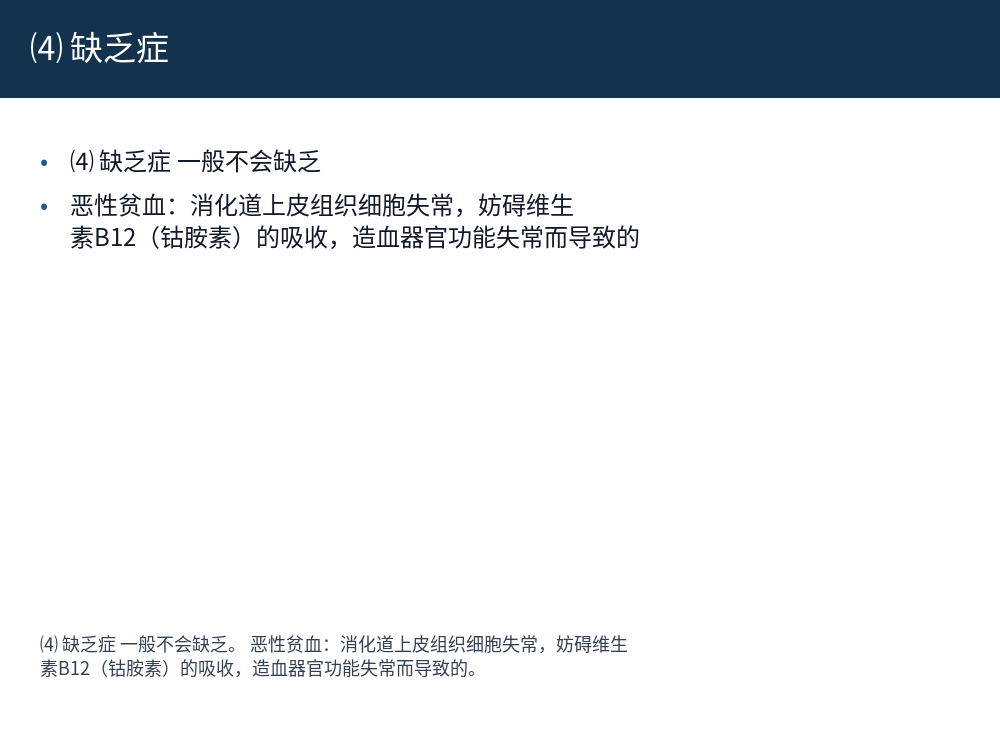 ⑷ 缺乏症
• ⑷ 缺乏症 一般不会缺乏
• 恶性贫血：消化道上皮组织细胞失常，妨碍维生
素B12（钴胺素）的吸收，造血器官功能失常而导致的
⑷ 缺乏症 一般不会缺乏。 恶性贫血：消化道上皮组织细胞失常，妨碍维生
素B12（钴胺素）的吸收，造血器官功能失常而导致的。